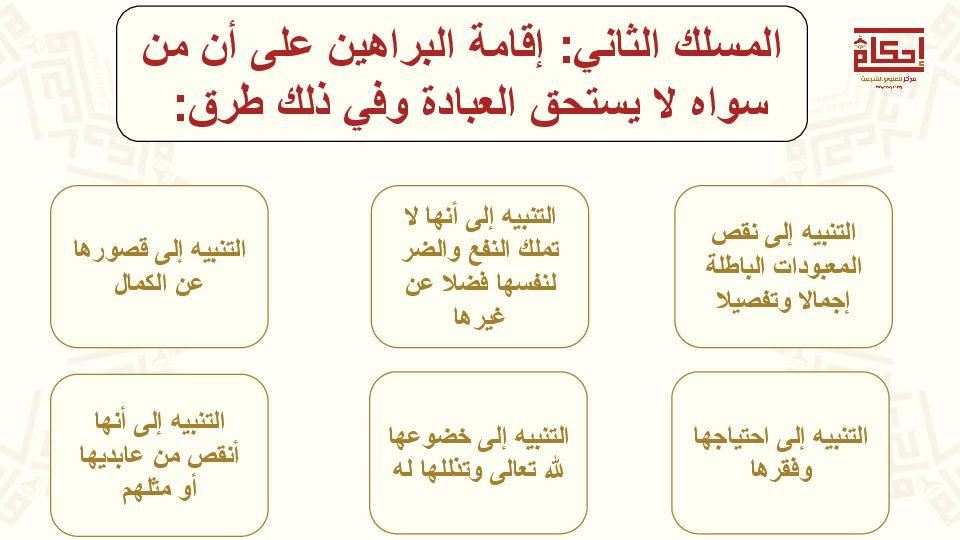 المسلك الثاني: إقامة البراهين على أن من
سواه لا يستحق العبادة وفي ذلك طرق:
إحكام
مركز للعلوم الشرعية
التنبيه إلى نقص
المعبودات الباطلة
إجمالا وتفصيلا
التنبيه إلى أنها لا
تملك النفع والضر
لنفسها فضلا عن
غيرها
التنبيه إلى قصورها
عن الكمال
التنبيه إلى احتياجها
وفقرها
التنبيه إلى خضوعها
لله تعالى وتذللها له
التنبيه إلى أنها
أنقص من عابديها
أو مثلهم